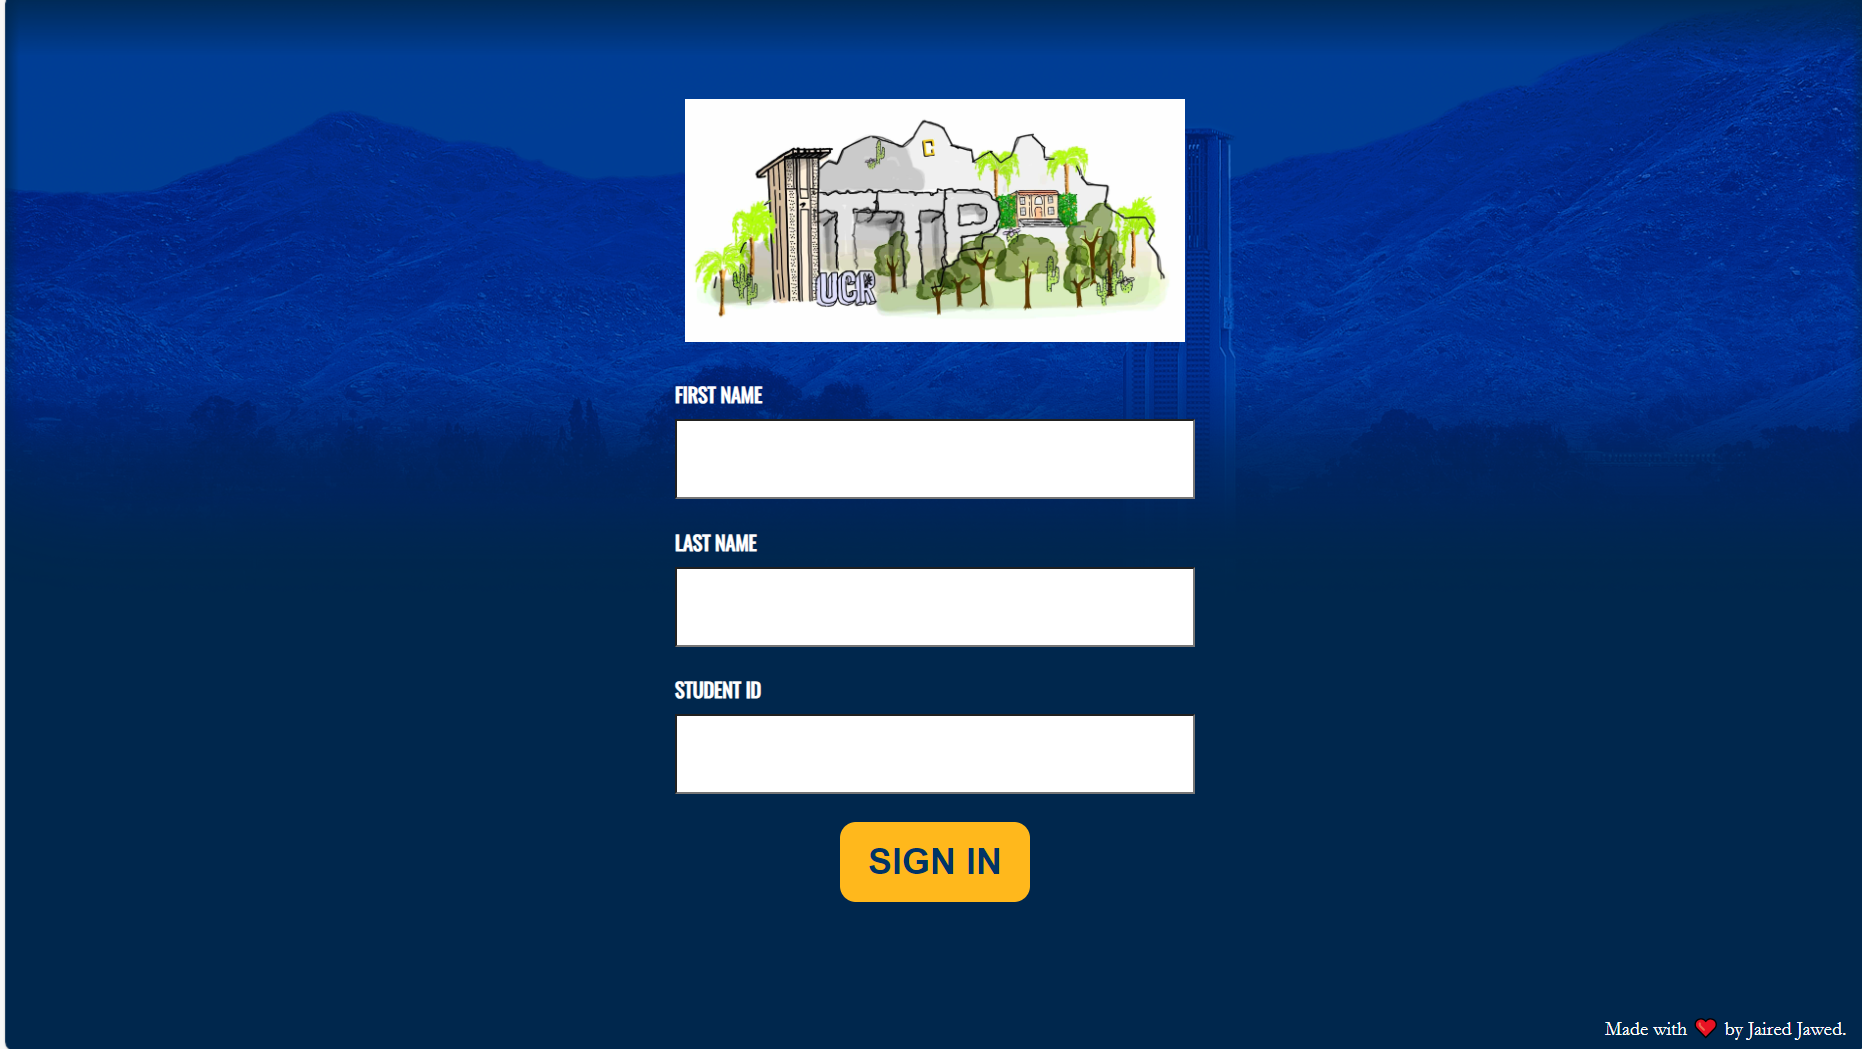 C
TTP
UCR
FIRST NAME
LAST NAME
STUDENT ID
SIGN IN
Made with ❤️ by Jaired Jawed.